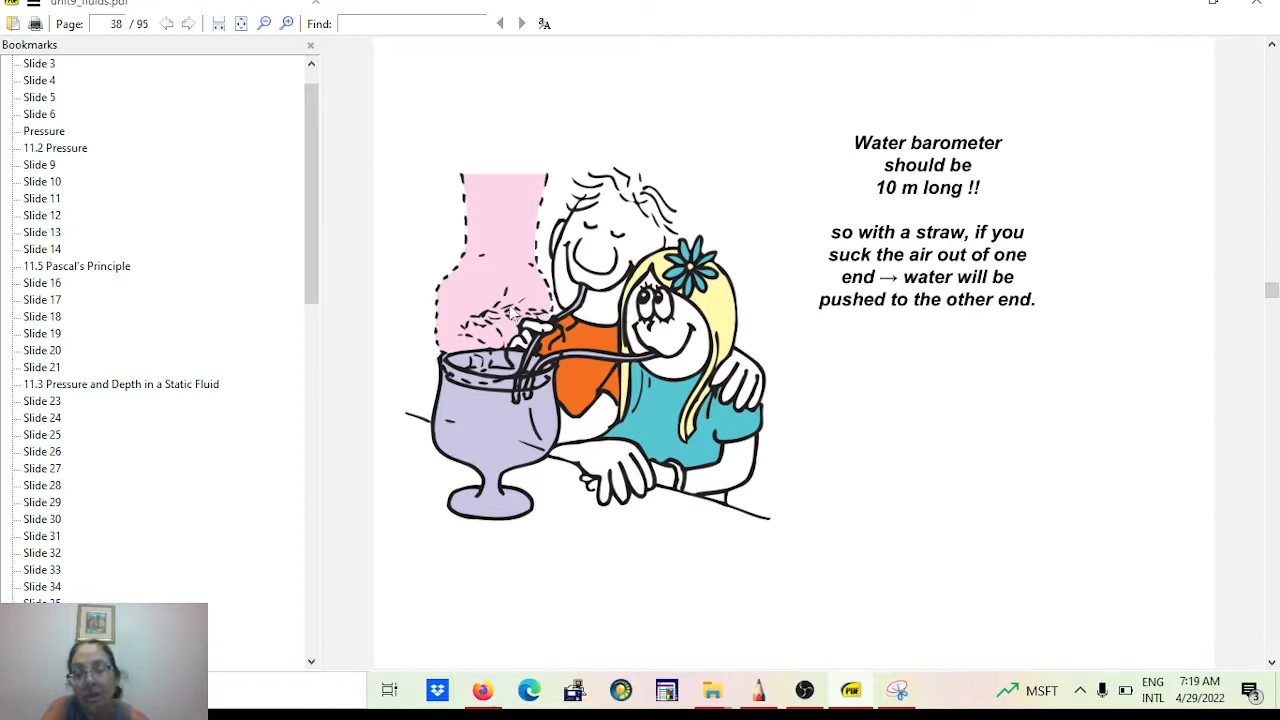 unit9_fluids.pdf
Page: 38 / 95
Find:
Bookmarks
Slide 3
Slide 4
Slide 5
Slide 6
Pressure
11.2 Pressure
Slide 9
Slide 10
Slide 11
Slide 12
Slide 13
Slide 14
11.5 Pascal's Principle
Slide 16
Slide 17
Slide 18
Slide 19
Slide 20
Slide 21
11.3 Pressure and Depth in a Static Fluid
Slide 23
Slide 24
Slide 25
Slide 26
Slide 27
Slide 28
Slide 29
Slide 30
Slide 31
Slide 32
Slide 33
Slide 34
Water barometer
should be
10 m long !!
so with a straw, if you
suck the air out of one
end → water will be
pushed to the other end.
PDF
MSFT
ENG
INTL
7:19 AM
4/29/2022
3